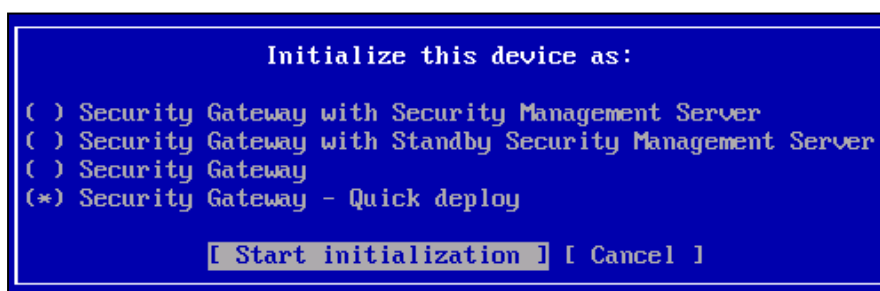 Initialize this device as:
( ) Security Gateway with Security Management Server
( ) Security Gateway with Standby Security Management Server
( ) Security Gateway
(*) Security Gateway - Quick deploy
[ Start initialization ] [ Cancel ]